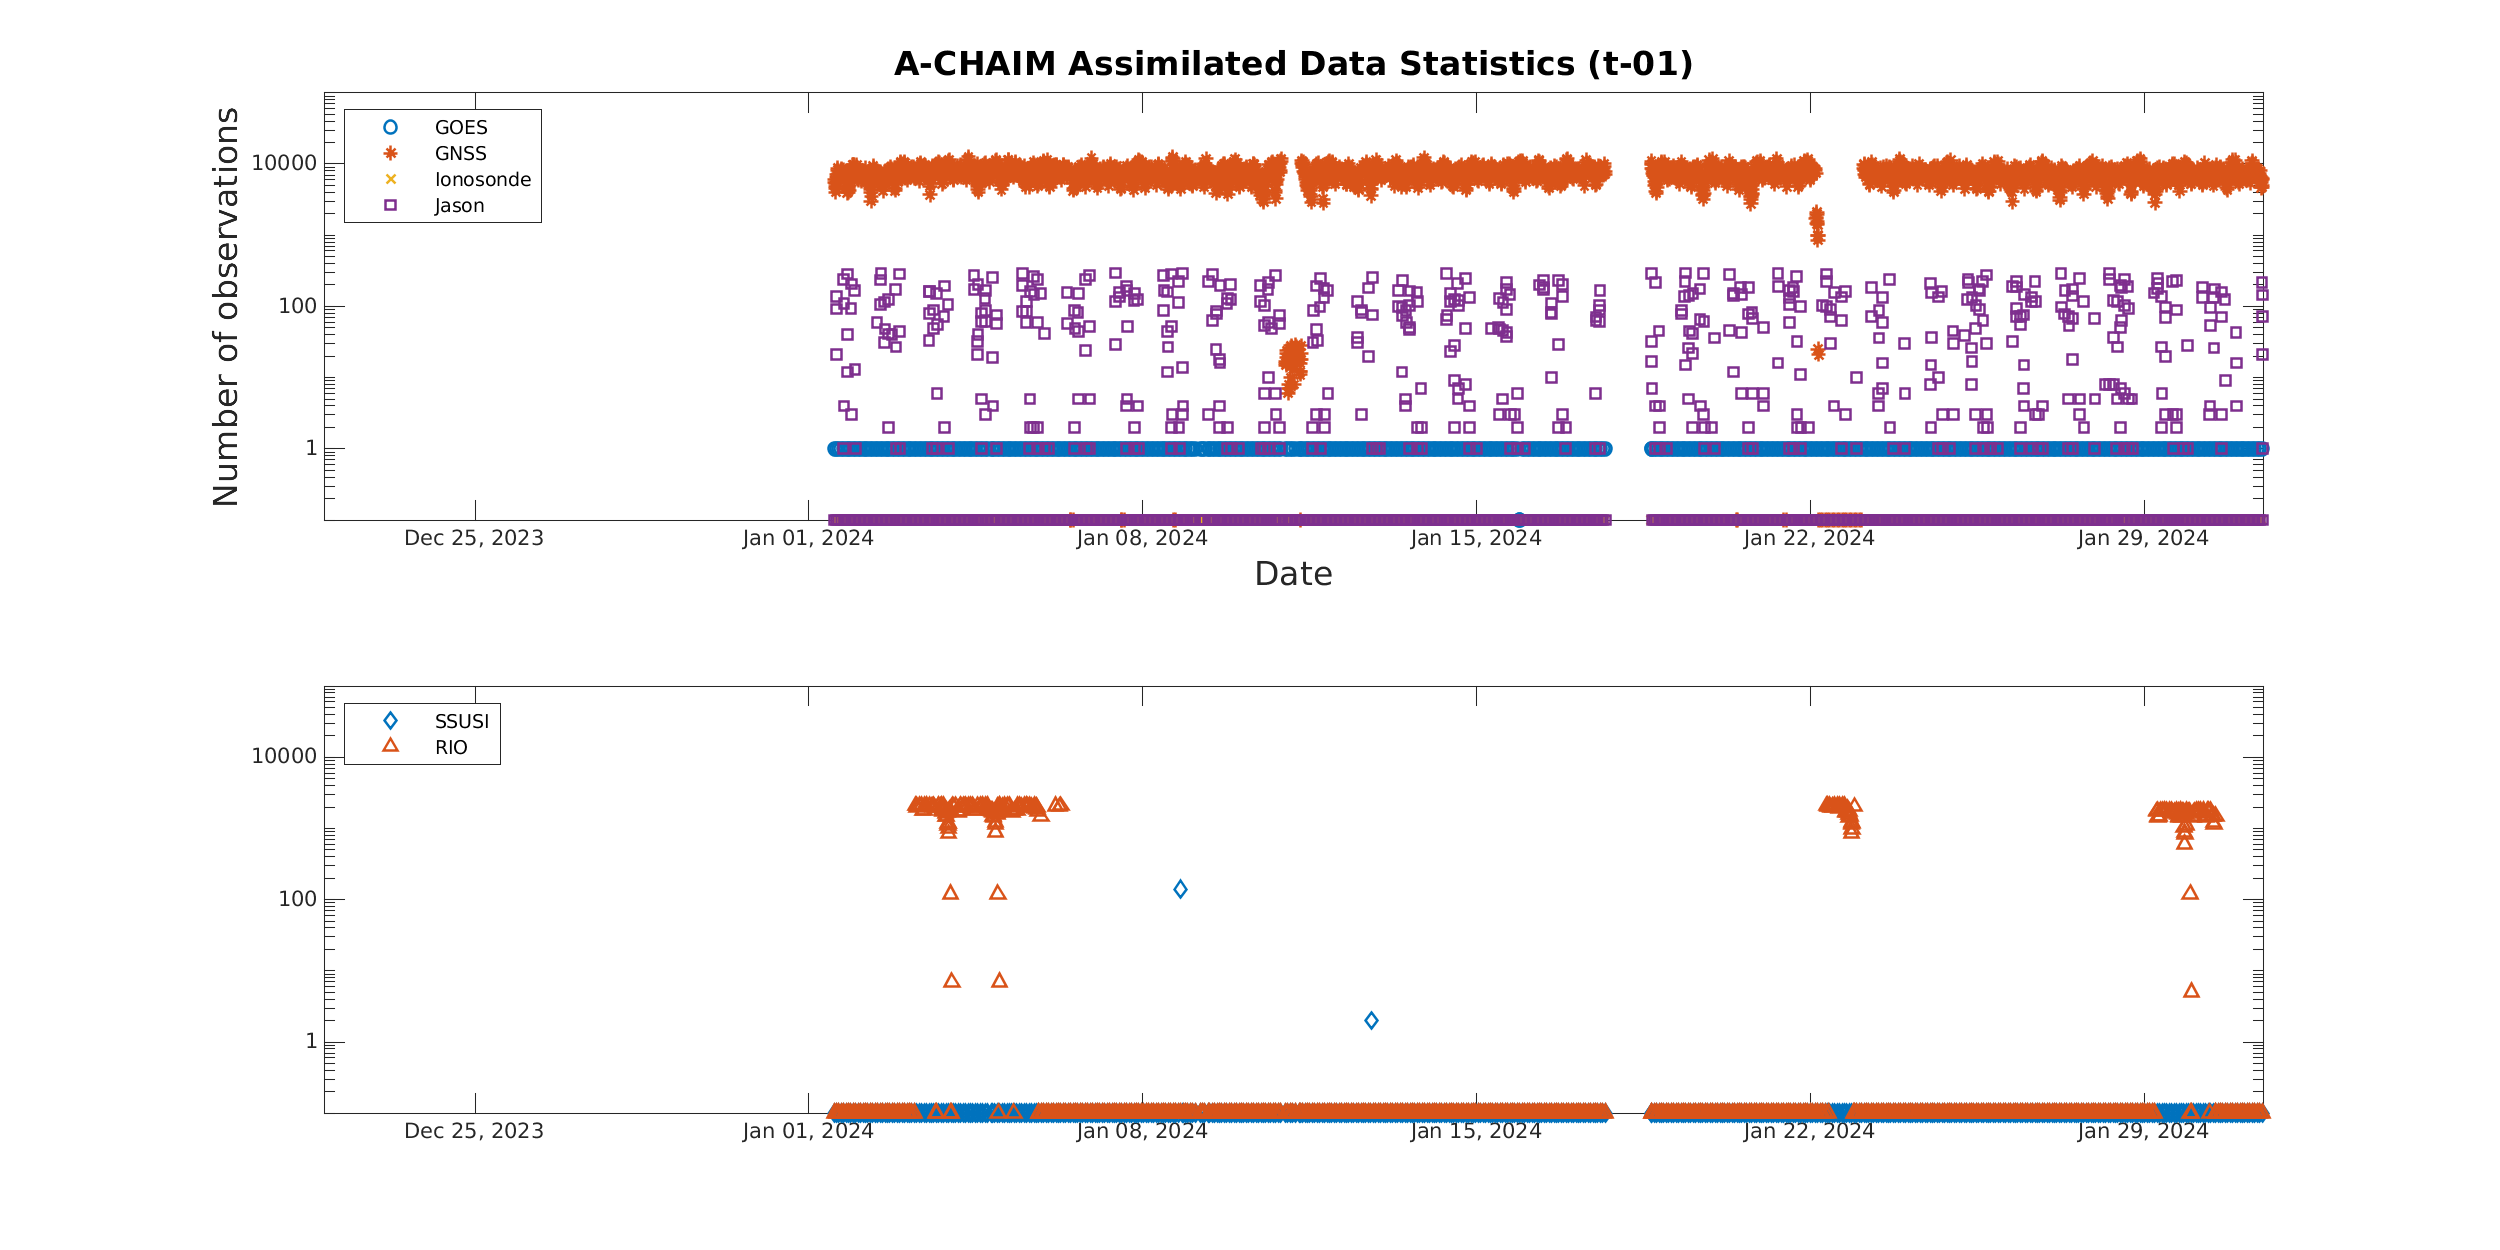 A-CHAIM Assimilated Data Statistics (t-01)
Number of observations
10000
100
1
GOES
GNSS
Ionosonde
Jason
Dec 25, 2023 Jan 01, 2024 Jan 08, 2024 Jan 15, 2024 Jan 22, 2024 Jan 29, 2024
Date
10000
100
1
SSUSI
RIO
Dec 25, 2023 Jan 01, 2024 Jan 08, 2024 Jan 15, 2024 Jan 22, 2024 Jan 29, 2024